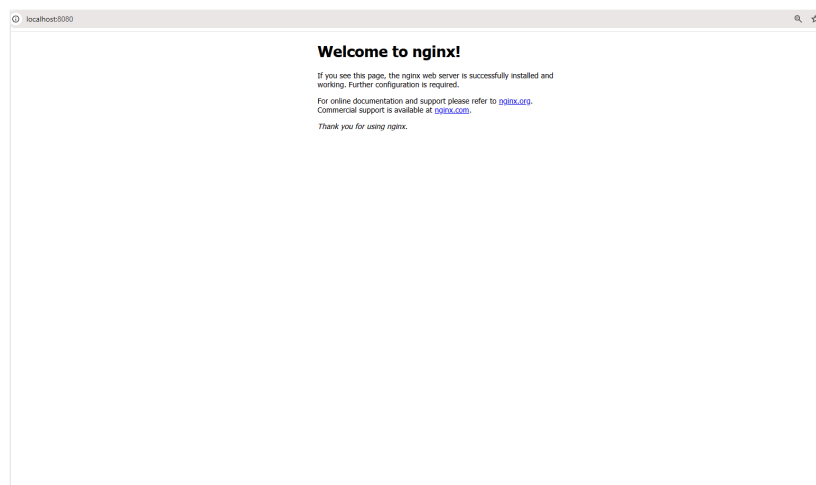 localhost:8080
Welcome to nginx!
If you see this page, the nginx web server is successfully installed and
working. Further configuration is required.
For online documentation and support please refer to nginx.org.
Commercial support is available at nginx.com.
Thank you for using nginx.